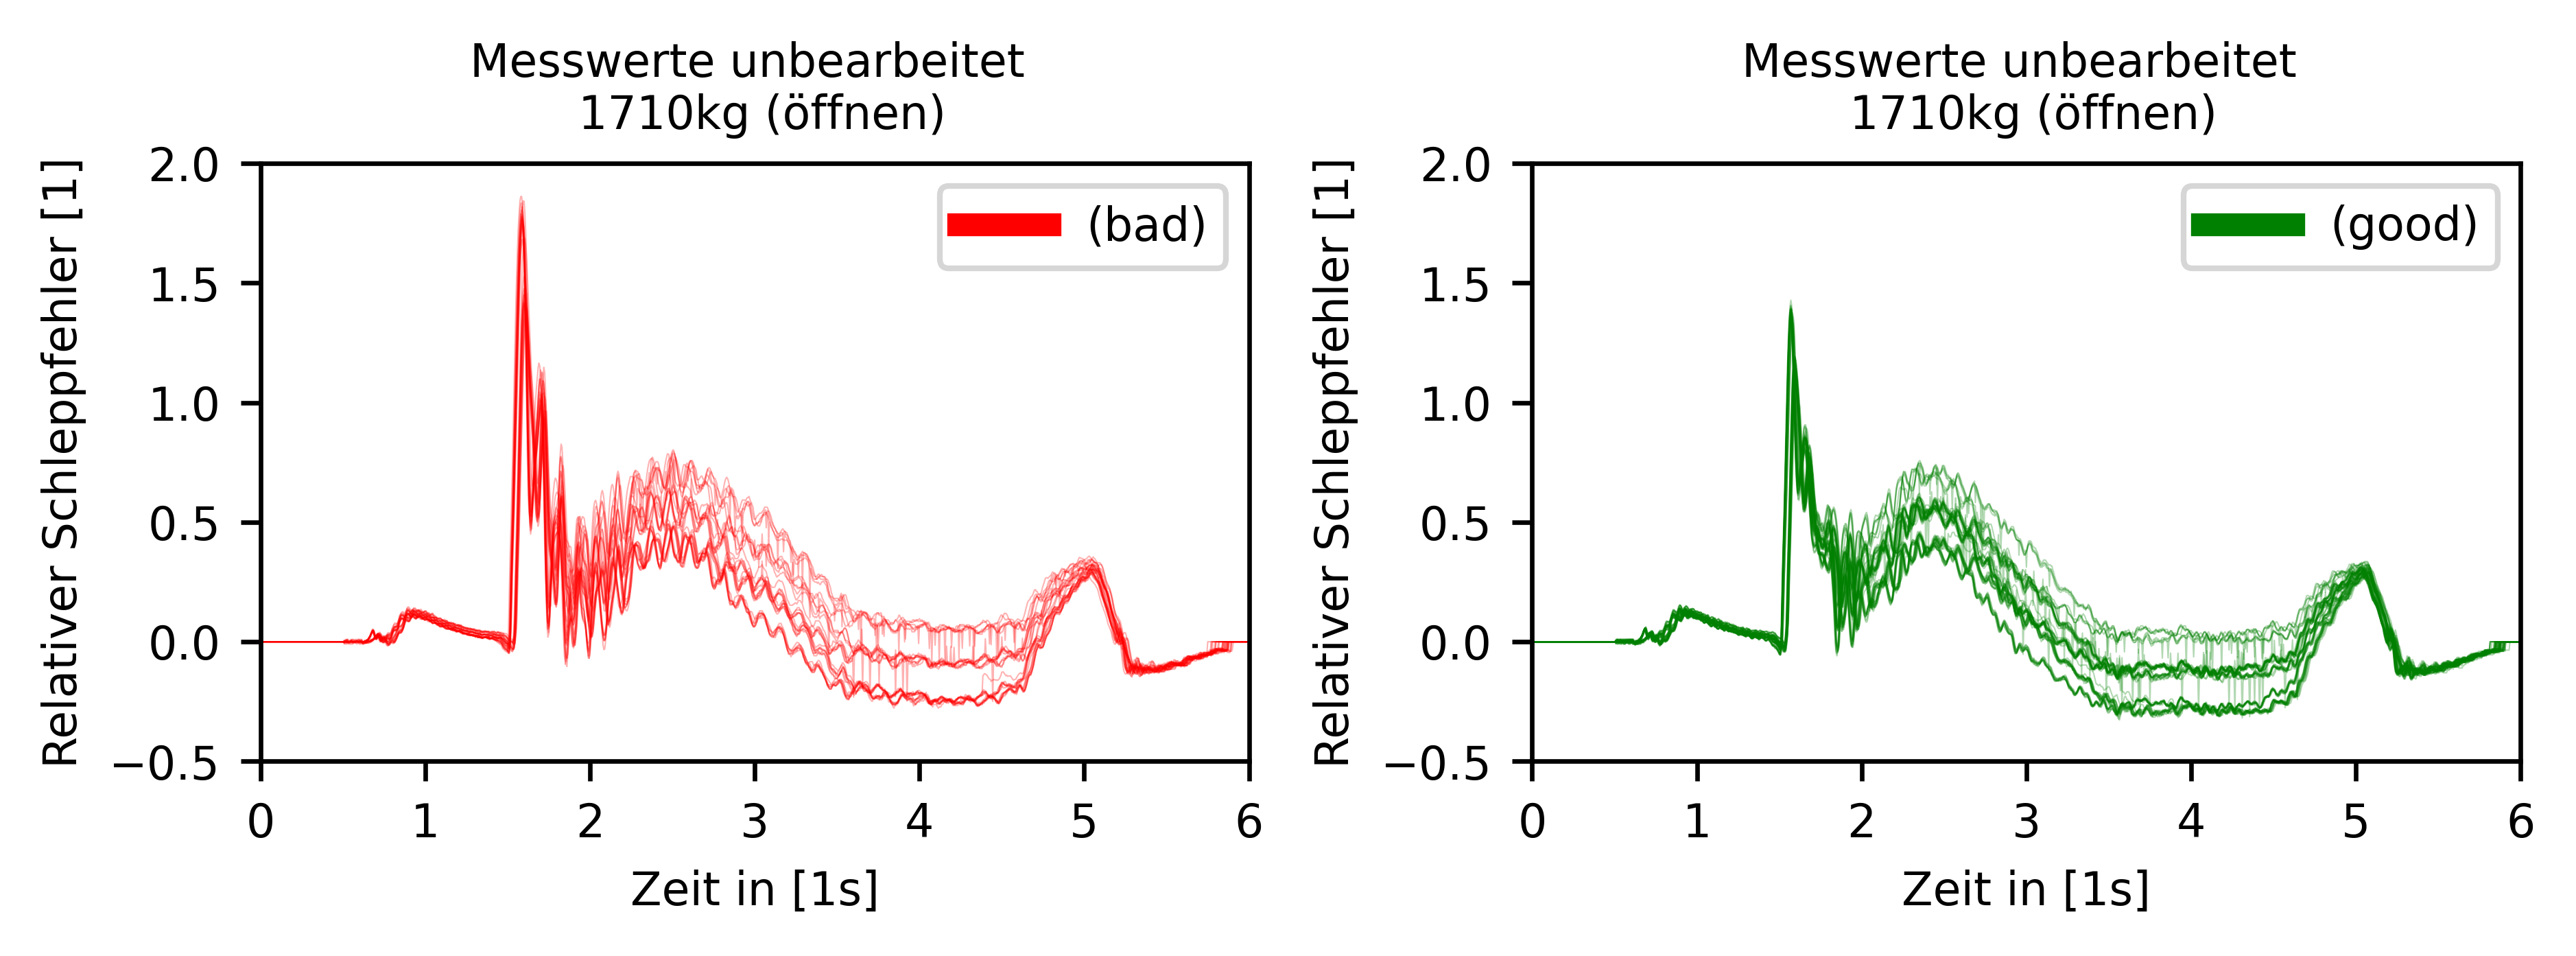 Messwerte unbearbeitet
1710kg (öffnen)
Relativer Schleppfehler [1]
2.0
1.5
1.0
0.5
0.0
−0.5
(bad)
0 1 2 3 4 5 6
Zeit in [1s]
Messwerte unbearbeitet
1710kg (öffnen)
Relativer Schleppfehler [1]
2.0
1.5
1.0
0.5
0.0
−0.5
(good)
0 1 2 3 4 5 6
Zeit in [1s]